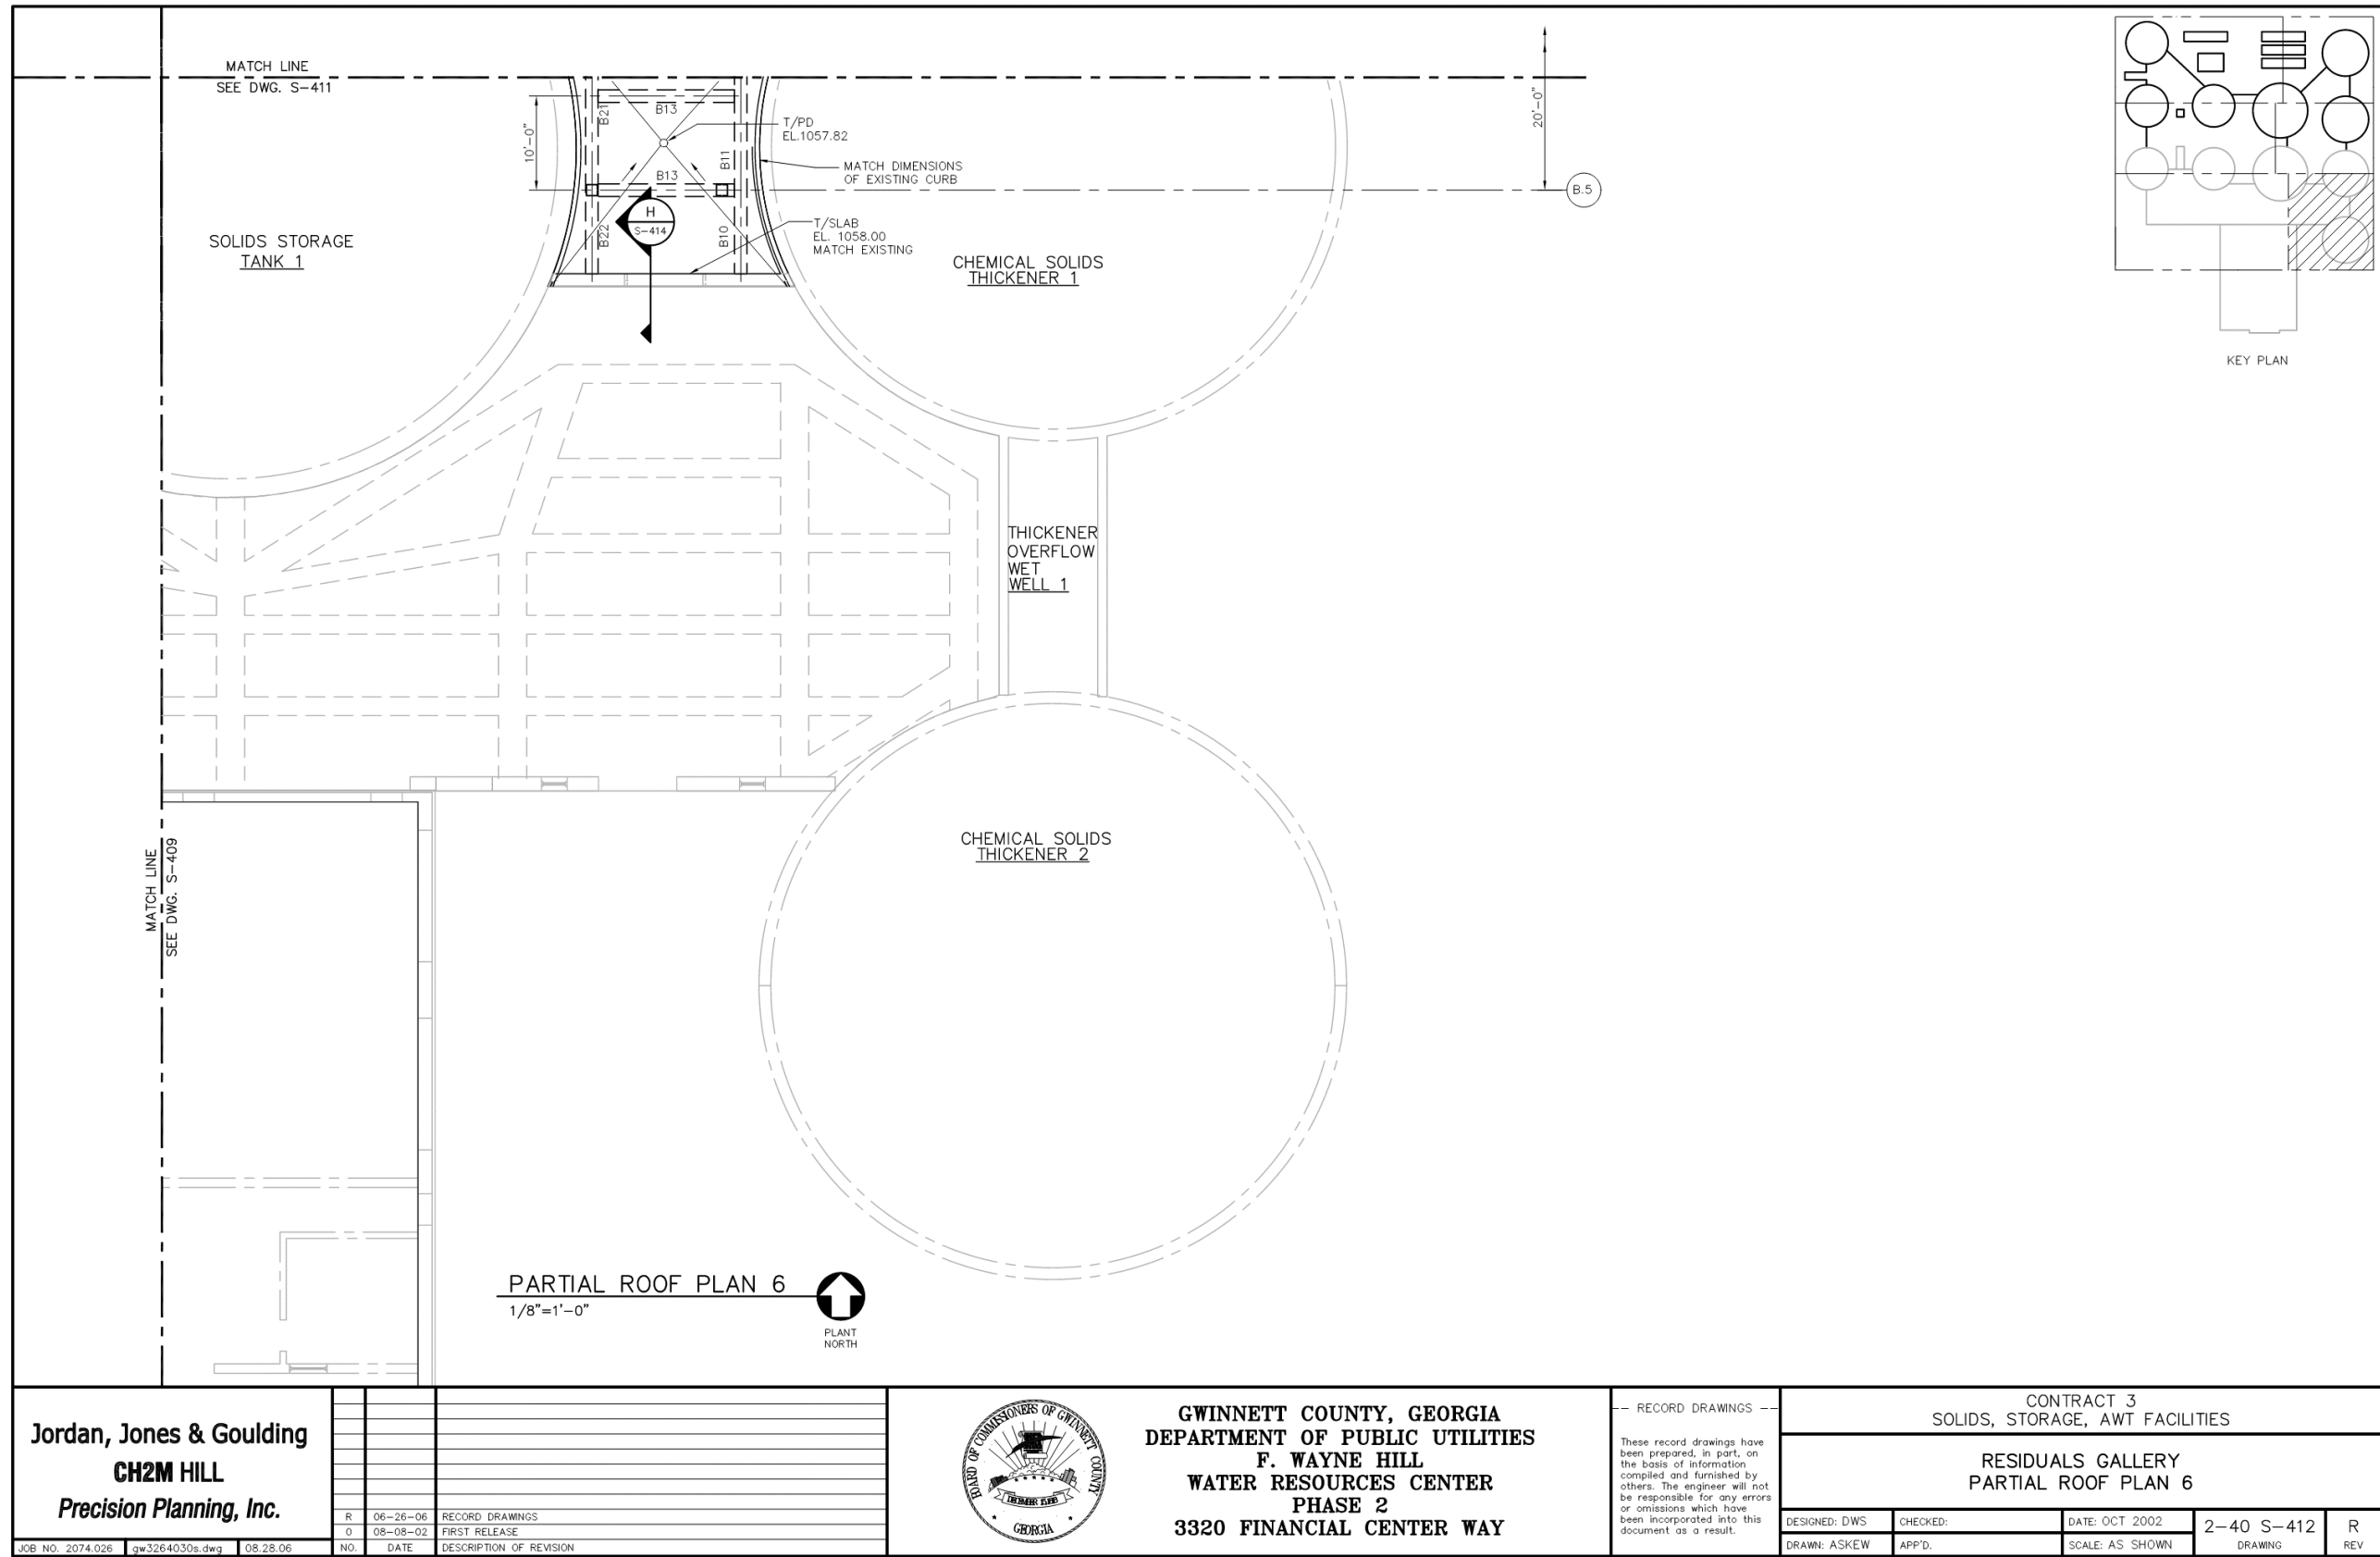 MATCH LINE
SEE DWG. S-411
10'-0"
B21
B13
T/PD
EL.1057.82
B11
MATCH DIMENSIONS
OF EXISTING CURB
B13
20'-0"
B.5
H
S-414
B22
B10
T/SLAB
EL. 1058.00
MATCH EXISTING
SOLIDS STORAGE
TANK 1
CHEMICAL SOLIDS
THICKENER 1
KEY PLAN
THICKENER
OVERFLOW
WET
WELL 1
MATCH LINE
SEE DWG. S-409
CHEMICAL SOLIDS
THICKENER 2
PARTIAL ROOF PLAN 6
1/8"=1'-0"
PLANT
NORTH
Jordan, Jones & Goulding
CH2M HILL
Precision Planning, Inc.
JOB NO. 2074.026 gw3264030s.dwg 08.28.06
R 06-26-06 RECORD DRAWINGS
0 08-08-02 FIRST RELEASE
NO. DATE DESCRIPTION OF REVISION
BOARD OF COMMISSIONERS OF GWINNETT COUNTY
GEORGIA
GWINNETT COUNTY, GEORGIA
DEPARTMENT OF PUBLIC UTILITIES
F. WAYNE HILL
WATER RESOURCES CENTER
PHASE 2
3320 FINANCIAL CENTER WAY
-- RECORD DRAWINGS --
These record drawings have
been prepared, in part, on
the basis of information
compiled and furnished by
others. The engineer will not
be responsible for any errors
or omissions which have
been incorporated into this
document as a result.
CONTRACT 3
SOLIDS, STORAGE, AWT FACILITIES
RESIDUALS GALLERY
PARTIAL ROOF PLAN 6
DESIGNED: DWS CHECKED: DATE: OCT 2002
DRAWN: ASKEW APP'D. SCALE: AS SHOWN
2-40 S-412
DRAWING
R
REV